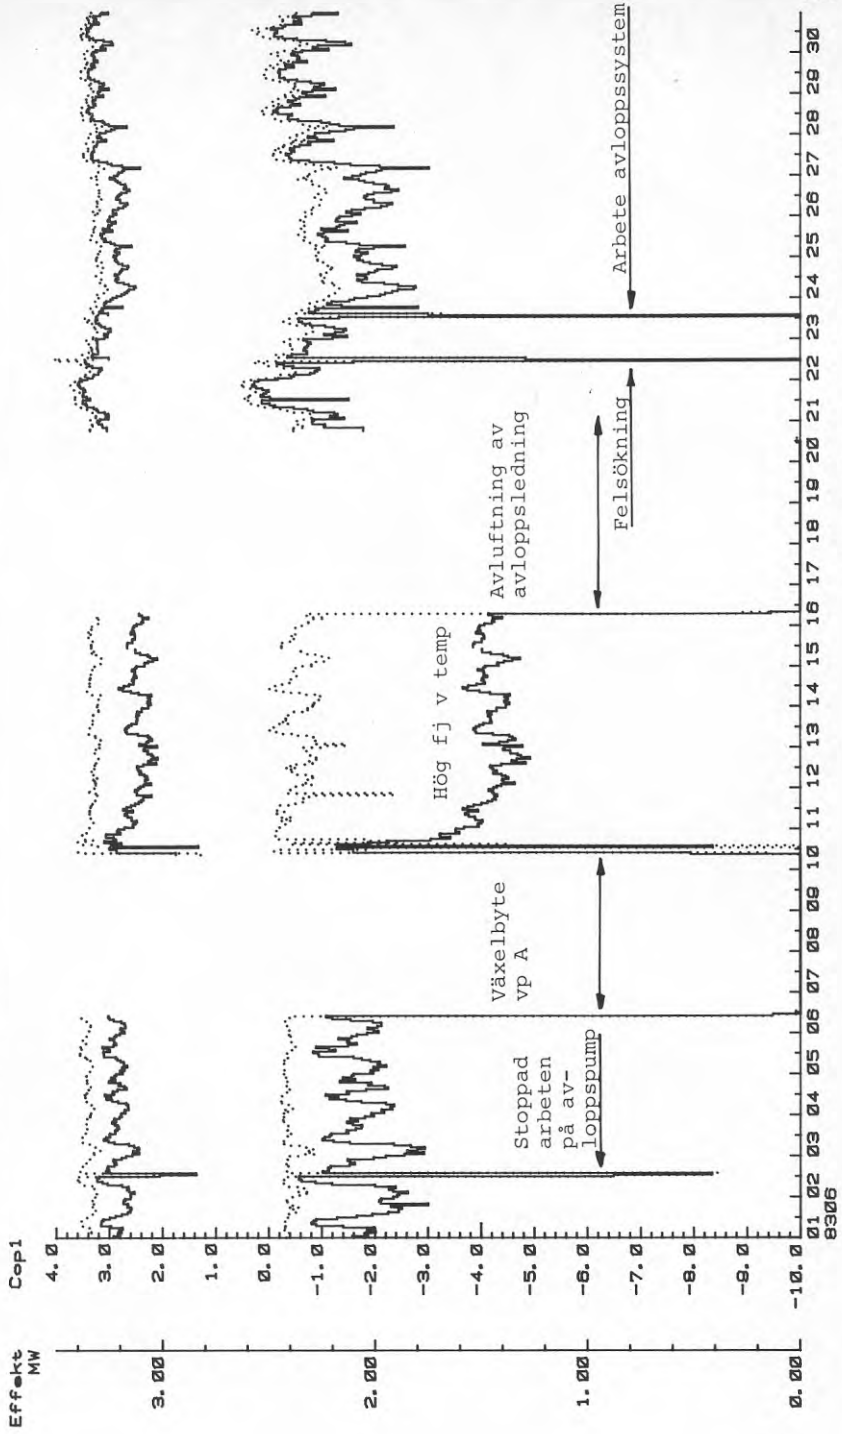 Effekt
MW
Cop1
4.0
3.0
2.0
1.0
0.0
-1.0
-2.0
-3.0
-4.0
-5.0
-6.0
-7.0
-8.0
-9.0
-10.0
3.00
2.00
1.00
0.00
Stoppad
arbeten
på av-
loppspump
Växelbyte
vp A
Hög fj v temp
Avluftning av
avloppsledning
Felsökning
Arbete avloppssystem
01 02 03 04 05 06 07 08 09 10 11 12 13 14 15 16 17 18 19 20 21 22 23 24 25 26 27 28 29 30
8306